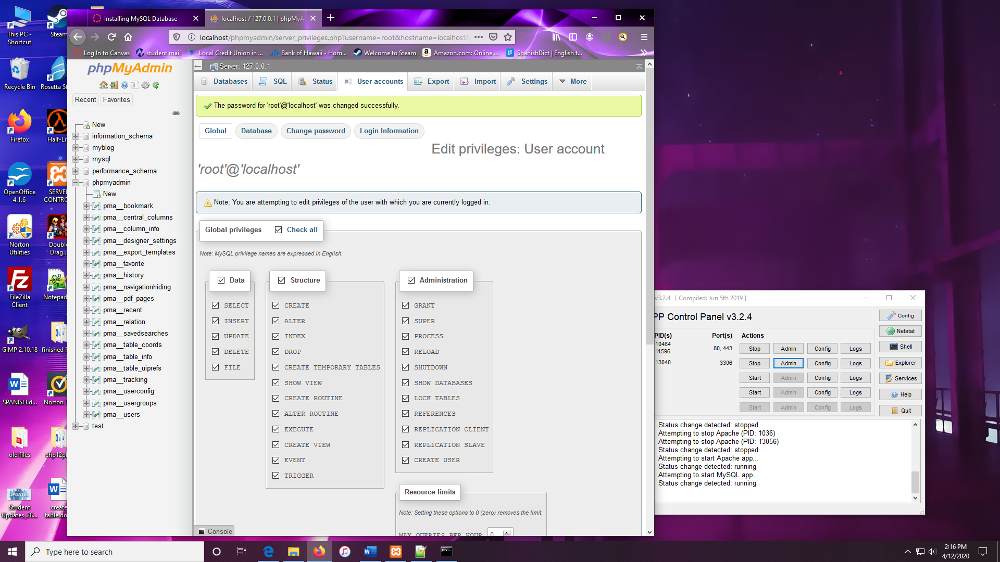 This PC -
Shortcut
Steam
Recycle Bin
Rosetta St
Firefox
Half-Li
OpenOffice
4.1.6
SERVER
CONTRO
Norton
Utilities
Double
Drag...
FileZilla
Client
Notepad
GIMP 2.10.18
finished
SPANISH.d...
Norton
old files
chp12p
Student
Updates_28...
UPDATES
create
table.do
Installing MySQL Database
localhost / 127.0.0.1 | phpMyA
localhost/phpmyadmin/server_privileges.php?username=root&hostname=localhost&
Log In to Canvas
student mail
Local Credit Union in ...
Bank of Hawaii - Hom...
Welcome to Steam
Amazon.com: Online ...
SpanishDict | English t...
phpMyAdmin
Recent
Favorites
New
information_schema
myblog
mysql
performance_schema
phpmyadmin
New
pma__bookmark
pma__central_columns
pma__column_info
pma__designer_settings
pma__export_templates
pma__favorite
pma__history
pma__navigationhiding
pma__pdf_pages
pma__recent
pma__relation
pma__savedsearches
pma__table_coords
pma__table_info
pma__table_uiprefs
pma__tracking
pma__userconfig
pma__usergroups
pma__users
test
Server: 127.0.0.1
Databases
SQL
Status
User accounts
Export
Import
Settings
More
The password for 'root'@'localhost' was changed successfully.
Global
Database
Change password
Login Information
Edit privileges: User account
'root'@'localhost'
Note: You are attempting to edit privileges of the user with which you are currently logged in.
Global privileges
Check all
Note: MySQL privilege names are expressed in English.
Data
SELECT
INSERT
UPDATE
DELETE
FILE
Structure
CREATE
ALTER
INDEX
DROP
CREATE TEMPORARY TABLES
SHOW VIEW
CREATE ROUTINE
ALTER ROUTINE
EXECUTE
CREATE VIEW
EVENT
TRIGGER
Administration
GRANT
SUPER
PROCESS
RELOAD
SHUTDOWN
SHOW DATABASES
LOCK TABLES
REFERENCES
REPLICATION CLIENT
REPLICATION SLAVE
CREATE USER
Resource limits
Note: Setting these options to 0 (zero) removes the limit.
MAX QUERIES PER HOUR 0
Console
v3.2.4 [ Compiled: Jun 5th 2019 ]
PP Control Panel v3.2.4
PID(s) Port(s) Actions
10464
11596
80, 443
Stop Admin Config Logs
13040 3306 Stop Admin Config Logs
Start Admin Config Logs
Start Admin Config Logs
Start Admin Config Logs
Config
Netstat
Shell
Explorer
Services
Help
Quit
Status change detected: stopped
Attempting to stop Apache (PID: 1036)
Attempting to stop Apache (PID: 13056)
Status change detected: stopped
Attempting to start Apache app...
Status change detected: running
Attempting to start MySQL app...
Status change detected: running
Type here to search
2:16 PM
4/12/2020